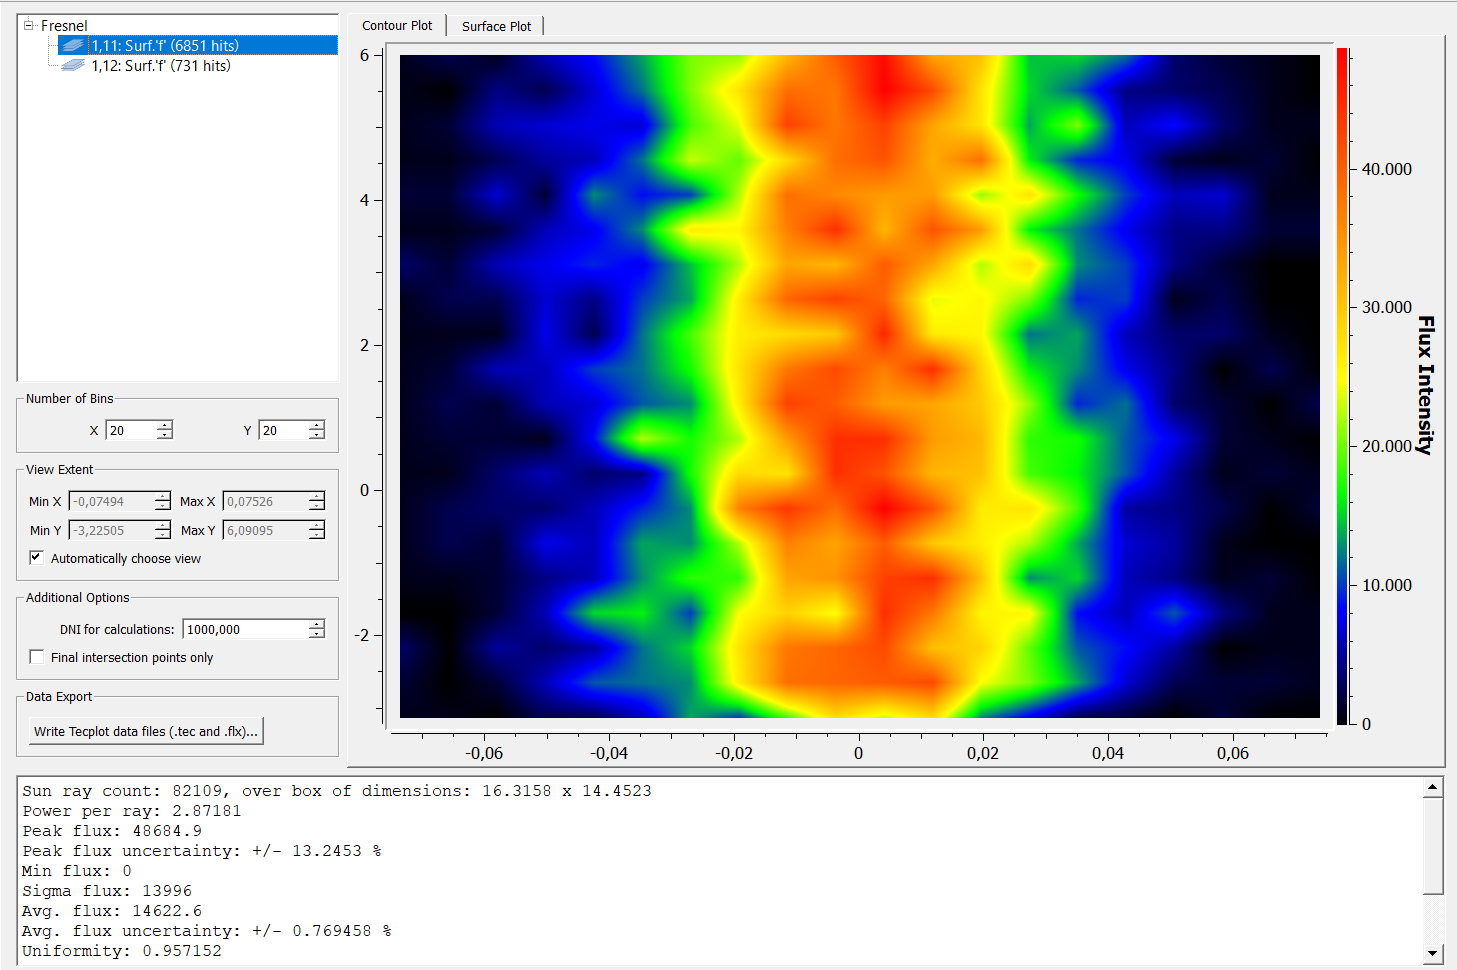 Fresnel
1,11: Surf.'f' (6851 hits)
1,12: Surf.'f' (731 hits)
Number of Bins
X 20 Y 20
View Extent
Min X -0,07494 Max X 0,07526
Min Y -3,22505 Max Y 6,09095
Automatically choose view
Additional Options
DNI for calculations: 1000,000
Final intersection points only
Data Export
Write Tecplot data files (.tec and .flx)...
Contour Plot Surface Plot
6
4
2
0
-2
-0,06 -0,04 -0,02 0 0,02 0,04 0,06
40.000
30.000
20.000
10.000
0
Flux Intensity
Sun ray count: 82109, over box of dimensions: 16.3158 x 14.4523
Power per ray: 2.87181
Peak flux: 48684.9
Peak flux uncertainty: +/- 13.2453 %
Min flux: 0
Sigma flux: 13996
Avg. flux: 14622.6
Avg. flux uncertainty: +/- 0.769458 %
Uniformity: 0.957152